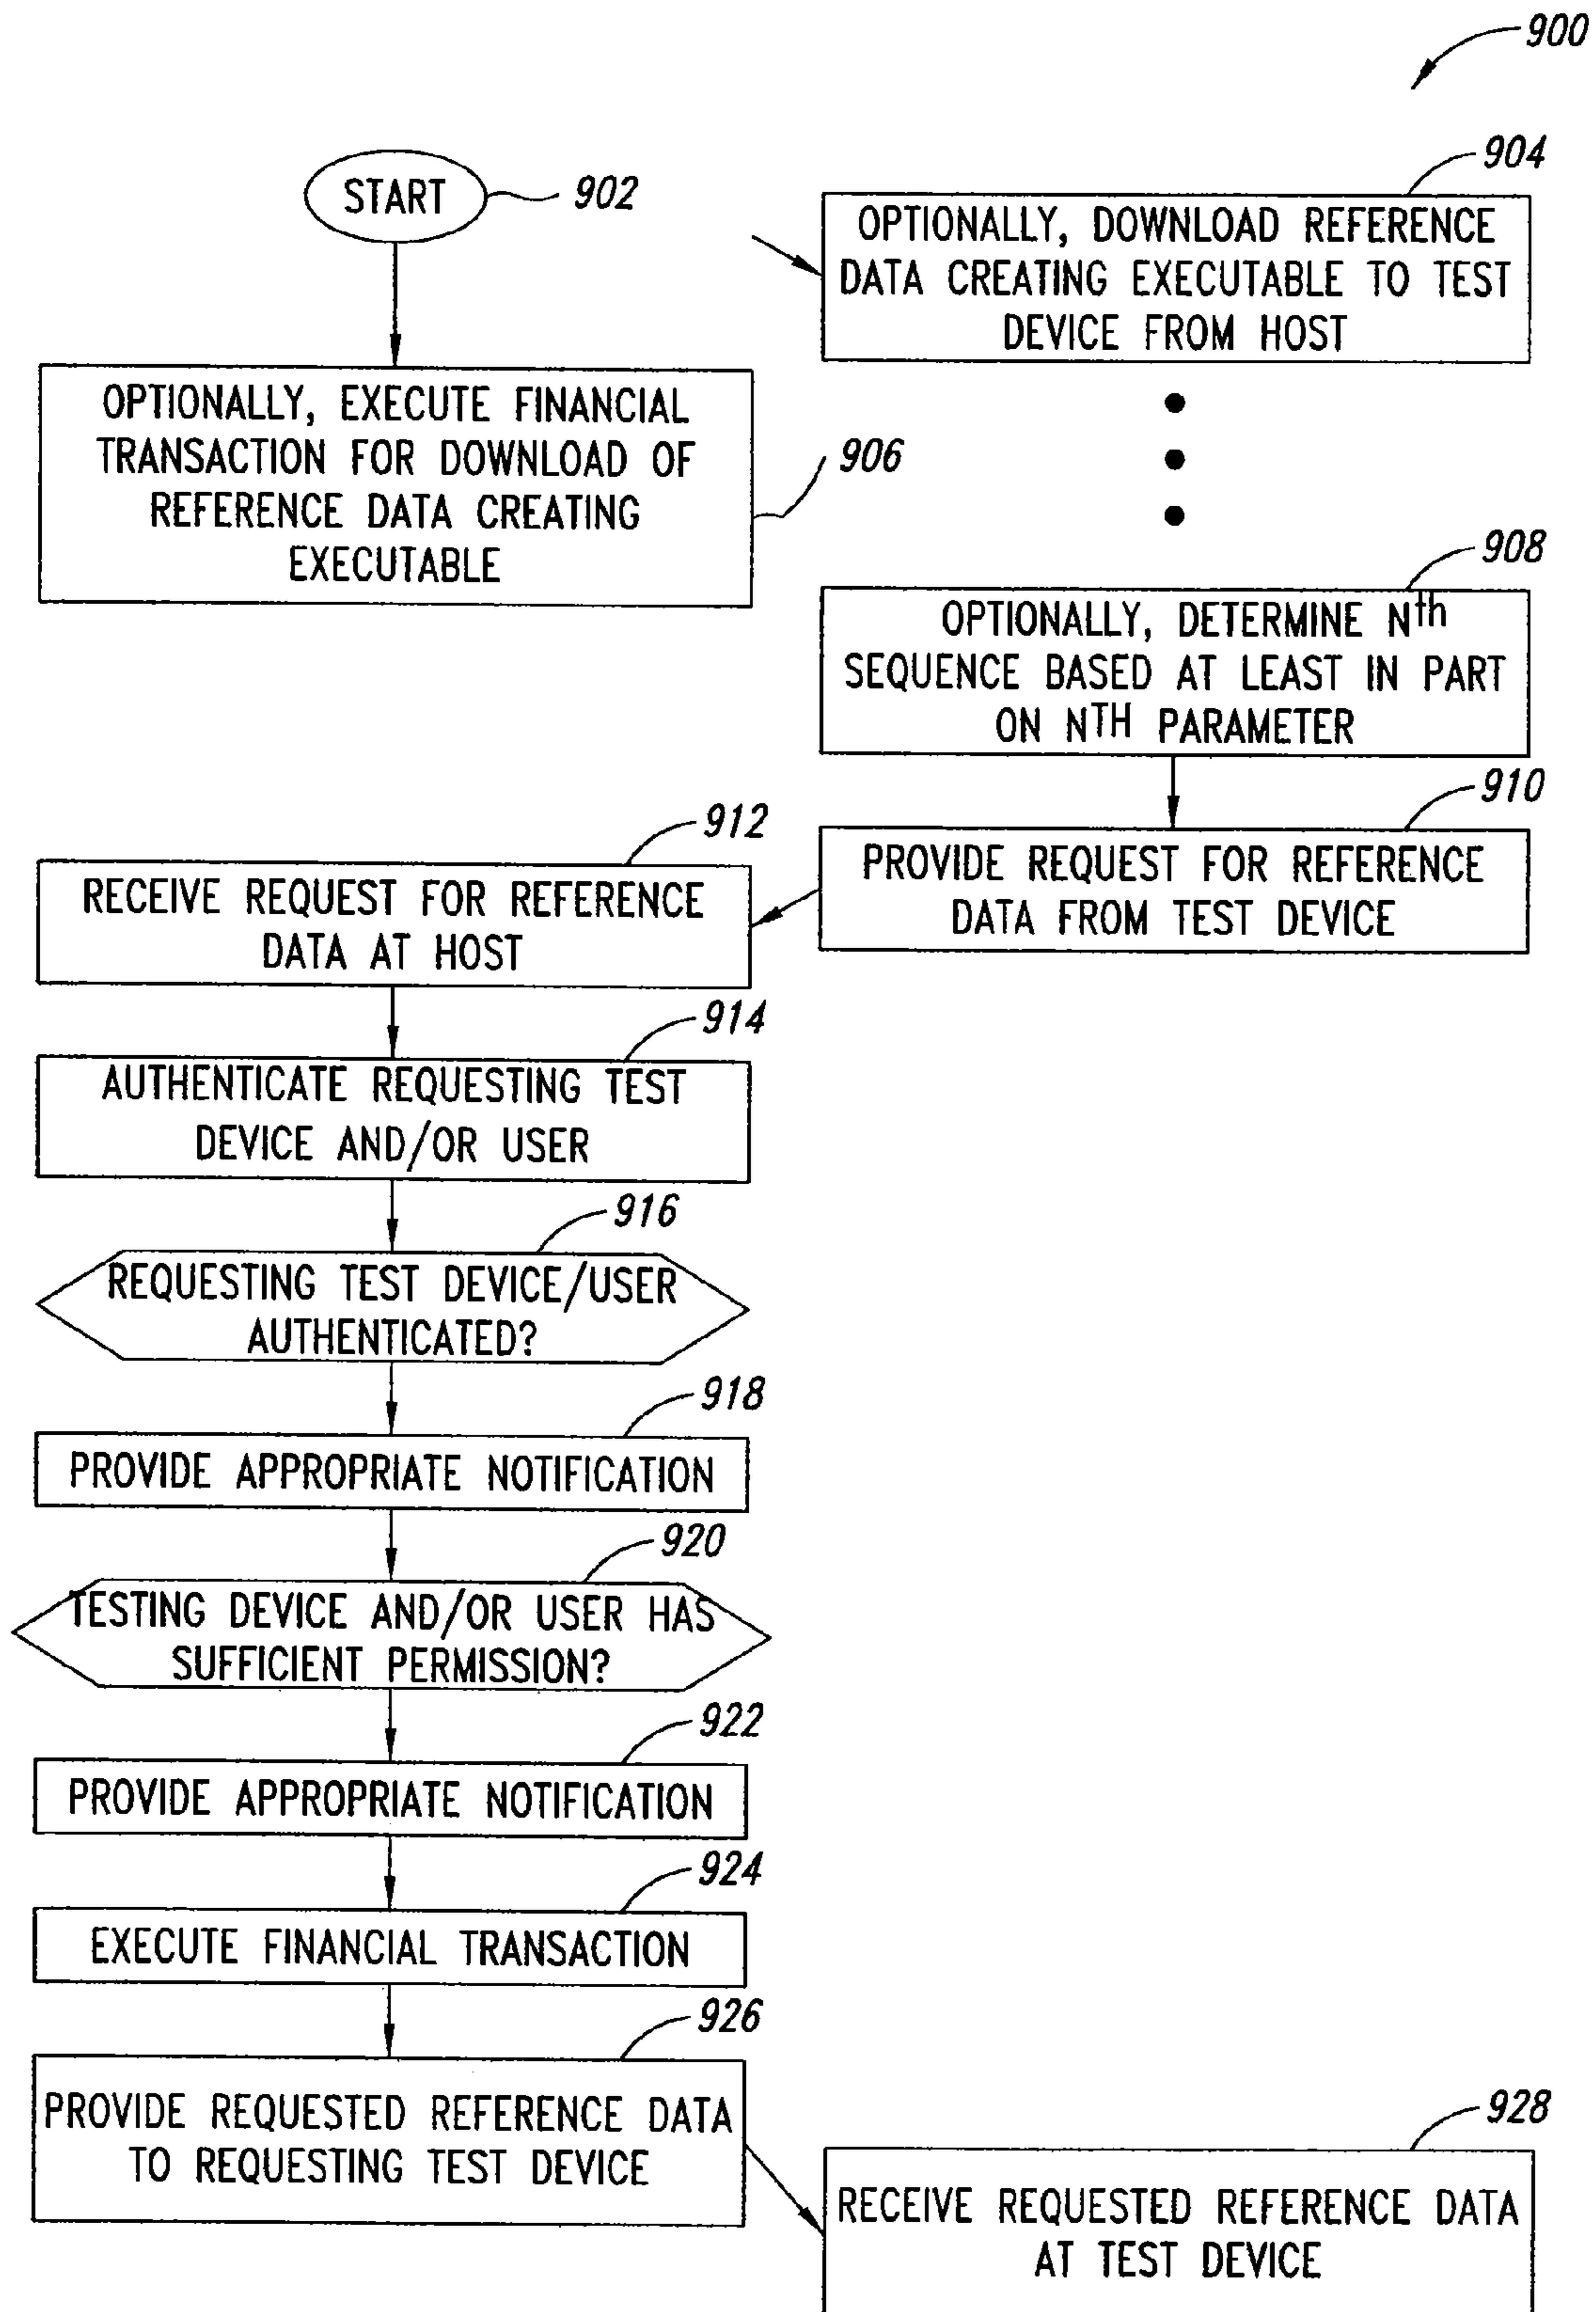 900
START
902
904
OPTIONALLY, DOWNLOAD REFERENCE
DATA CREATING EXECUTABLE TO TEST
DEVICE FROM HOST
OPTIONALLY, EXECUTE FINANCIAL
TRANSACTION FOR DOWNLOAD OF
REFERENCE DATA CREATING
EXECUTABLE
906
908
OPTIONALLY, DETERMINE Nth
SEQUENCE BASED AT LEAST IN PART
ON NTH PARAMETER
910
PROVIDE REQUEST FOR REFERENCE
DATA FROM TEST DEVICE
912
RECEIVE REQUEST FOR REFERENCE
DATA AT HOST
914
AUTHENTICATE REQUESTING TEST
DEVICE AND/OR USER
916
REQUESTING TEST DEVICE/USER
AUTHENTICATED?
918
PROVIDE APPROPRIATE NOTIFICATION
920
TESTING DEVICE AND/OR USER HAS
SUFFICIENT PERMISSION?
922
PROVIDE APPROPRIATE NOTIFICATION
924
EXECUTE FINANCIAL TRANSACTION
926
PROVIDE REQUESTED REFERENCE DATA
TO REQUESTING TEST DEVICE
928
RECEIVE REQUESTED REFERENCE DATA
AT TEST DEVICE